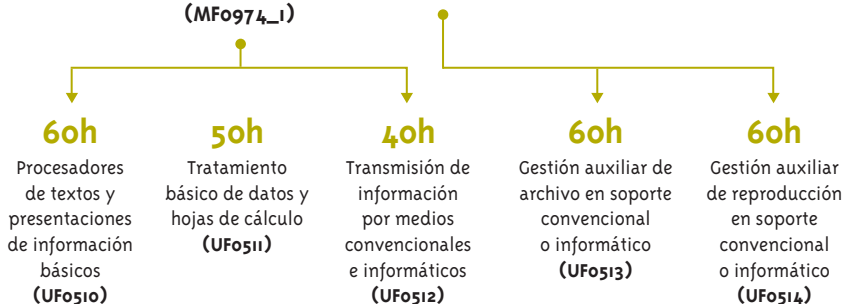 (MF0974_1)
60h
Procesadores
de textos y
presentaciones
de información
básicos
(UF0510)
50h
Tratamiento
básico de datos y
hojas de cálculo
(UF0511)
40h
Transmisión de
información
por medios
convencionales
e informáticos
(UF0512)
60h
Gestión auxiliar de
archivo en soporte
convencional
o informático
(UF0513)
60h
Gestión auxiliar
de reproducción
en soporte
convencional
o informático
(UF0514)